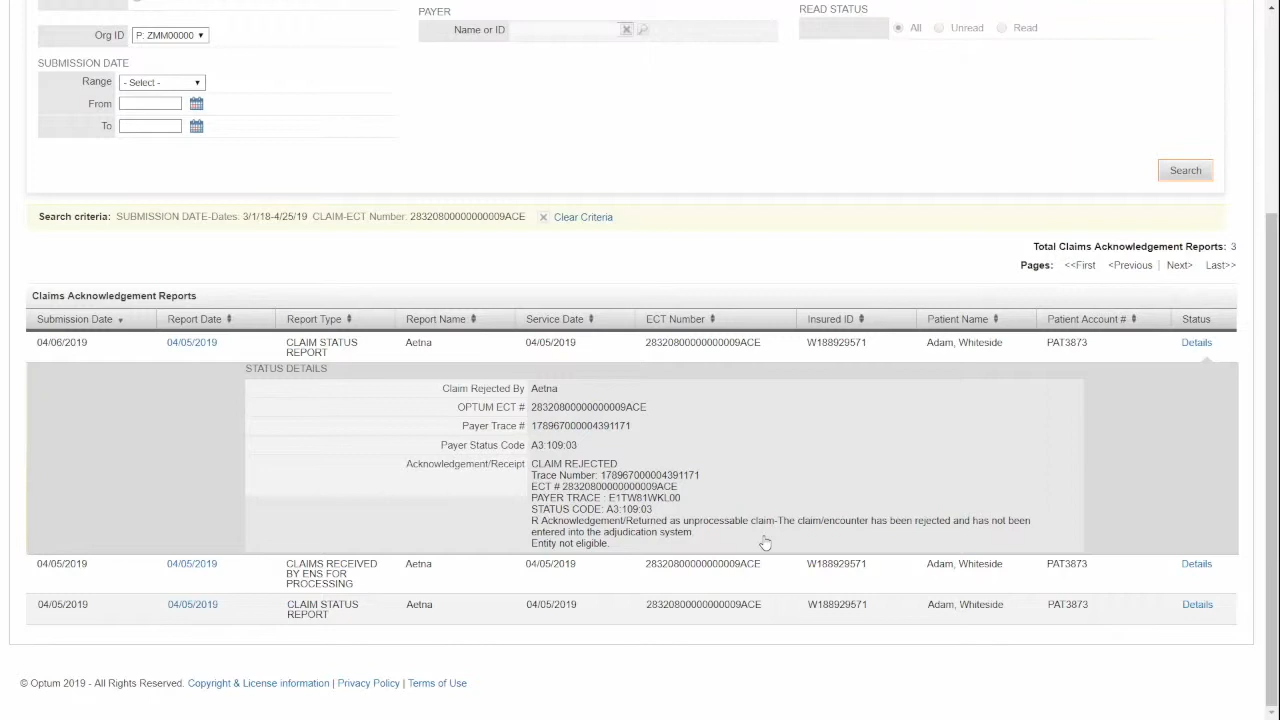 PAYER
READ STATUS
Org ID P: ZMM00000
Name or ID
All Unread Read
SUBMISSION DATE
Range - Select -
From
To
Search
Search criteria: SUBMISSION DATE-Dates: 3/1/18-4/25/19 CLAIM-ECT Number: 28320800000000009ACE Clear Criteria
Total Claims Acknowledgement Reports: 3
Pages: <<First <Previous | Next> Last>>
Claims Acknowledgement Reports
Submission Date Report Date Report Type Report Name Service Date ECT Number Insured ID Patient Name Patient Account # Status
04/06/2019 04/05/2019 CLAIM STATUS Aetna 04/05/2019 28320800000000009ACE W188929571 Adam, Whiteside PAT3873 Details
REPORT
STATUS DETAILS
Claim Rejected By Aetna
OPTUM ECT # 28320800000000009ACE
Payer Trace # 178967000004391171
Payer Status Code A3:109:03
Acknowledgement/Receipt CLAIM REJECTED
Trace Number: 178967000004391171
ECT # 28320800000000009ACE
PAYER TRACE : E1TW81WKL00
STATUS CODE: A3:109:03
R Acknowledgement/Returned as unprocessable claim-The claim/encounter has been rejected and has not been
entered into the adjudication system.
Entity not eligible.
04/05/2019 04/05/2019 CLAIMS RECEIVED Aetna 04/05/2019 28320800000000009ACE W188929571 Adam, Whiteside PAT3873 Details
BY ENS FOR
PROCESSING
04/05/2019 04/05/2019 CLAIM STATUS Aetna 04/05/2019 28320800000000009ACE W188929571 Adam, Whiteside PAT3873 Details
REPORT
© Optum 2019 - All Rights Reserved. Copyright & License information | Privacy Policy | Terms of Use